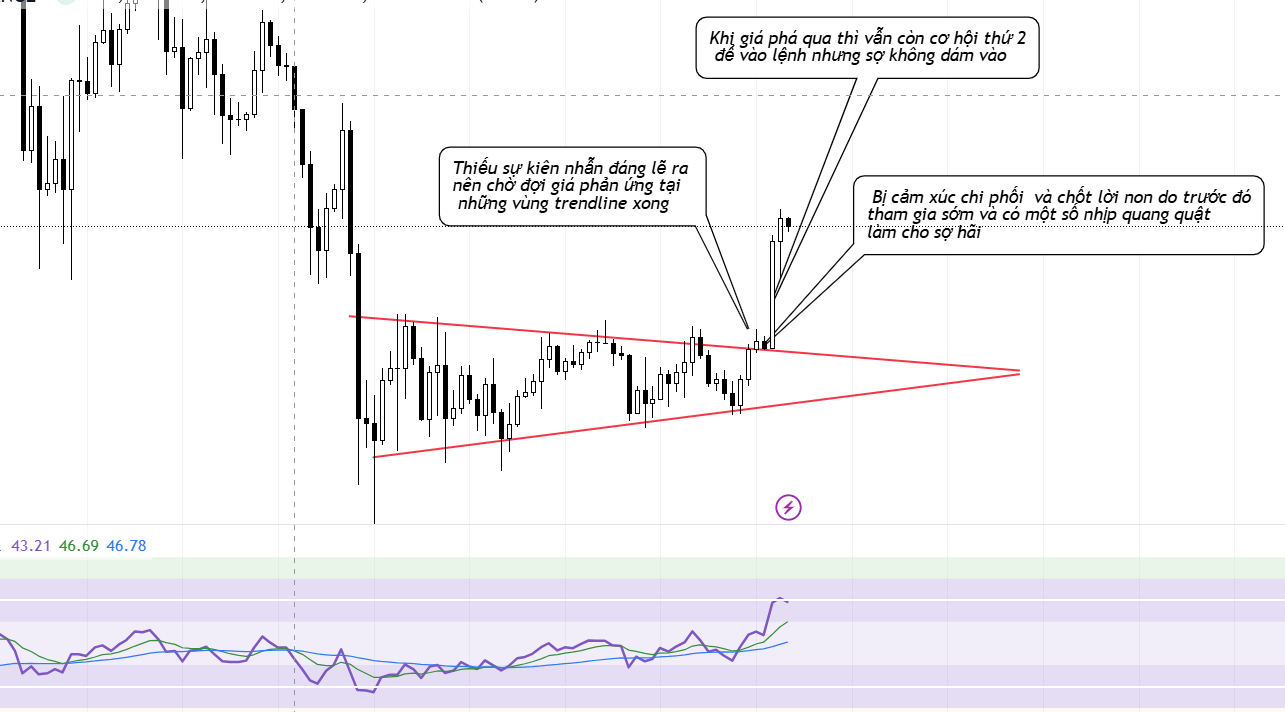 Khi giá phá qua thì vẫn còn cơ hội thứ 2
để vào lệnh nhưng sợ không dám vào
Thiếu sự kiên nhẫn đáng lẽ ra
nên chờ đợi giá phản ứng tại
những vùng trendline xong
Bị cảm xúc chi phối và chốt lời non do trước đó
tham gia sớm và có một số nhịp quang quật
làm cho sợ hãi
43.21 46.69 46.78